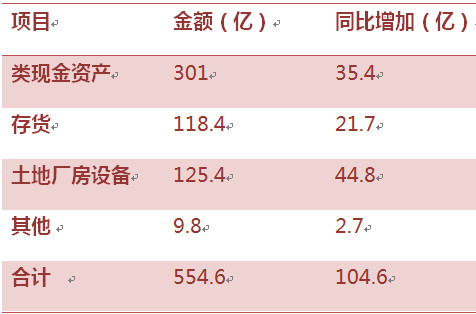 项目 金额（亿） 同比增加（亿）
类现金资产 301 35.4
存货 118.4 21.7
土地厂房设备 125.4 44.8
其他 9.8 2.7
合计 554.6 104.6